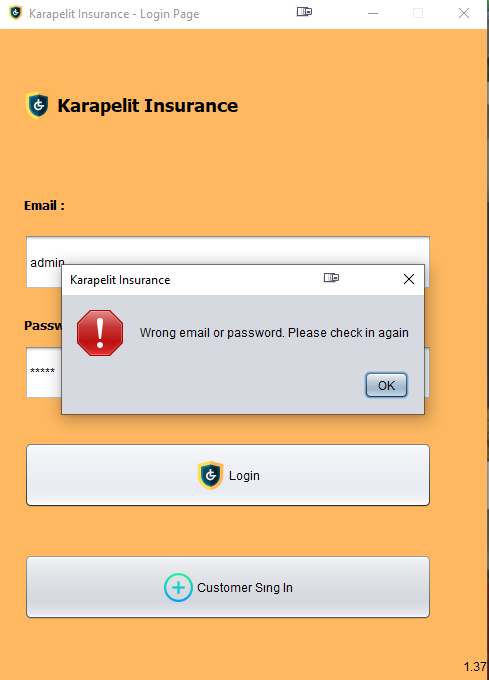 Karapelit Insurance - Login Page
Karapelit Insurance
Email :
admin
Karapelit Insurance
Wrong email or password. Please check in again
OK
Passw
*****
Login
Customer Sıng In
1.37